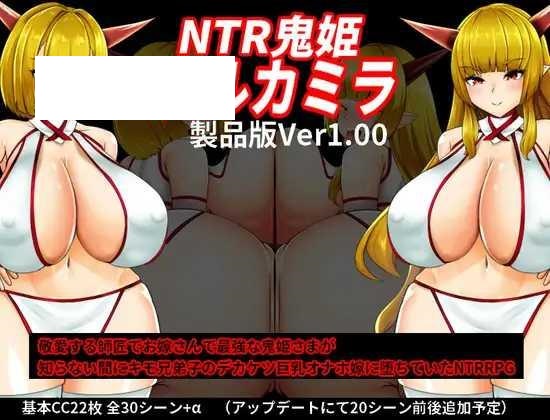 NTR鬼姫
ルカミラ
製品版Ver1.00
敬愛する師匠でお嫁さんで最強な鬼姫さまが
知らない間にキモ兄弟子のデカケツ巨乳オナホ嫁に堕ちていたNTRRPG
基本CG22枚 全30シーン+α （アップデートにて20シーン前後追加予定）